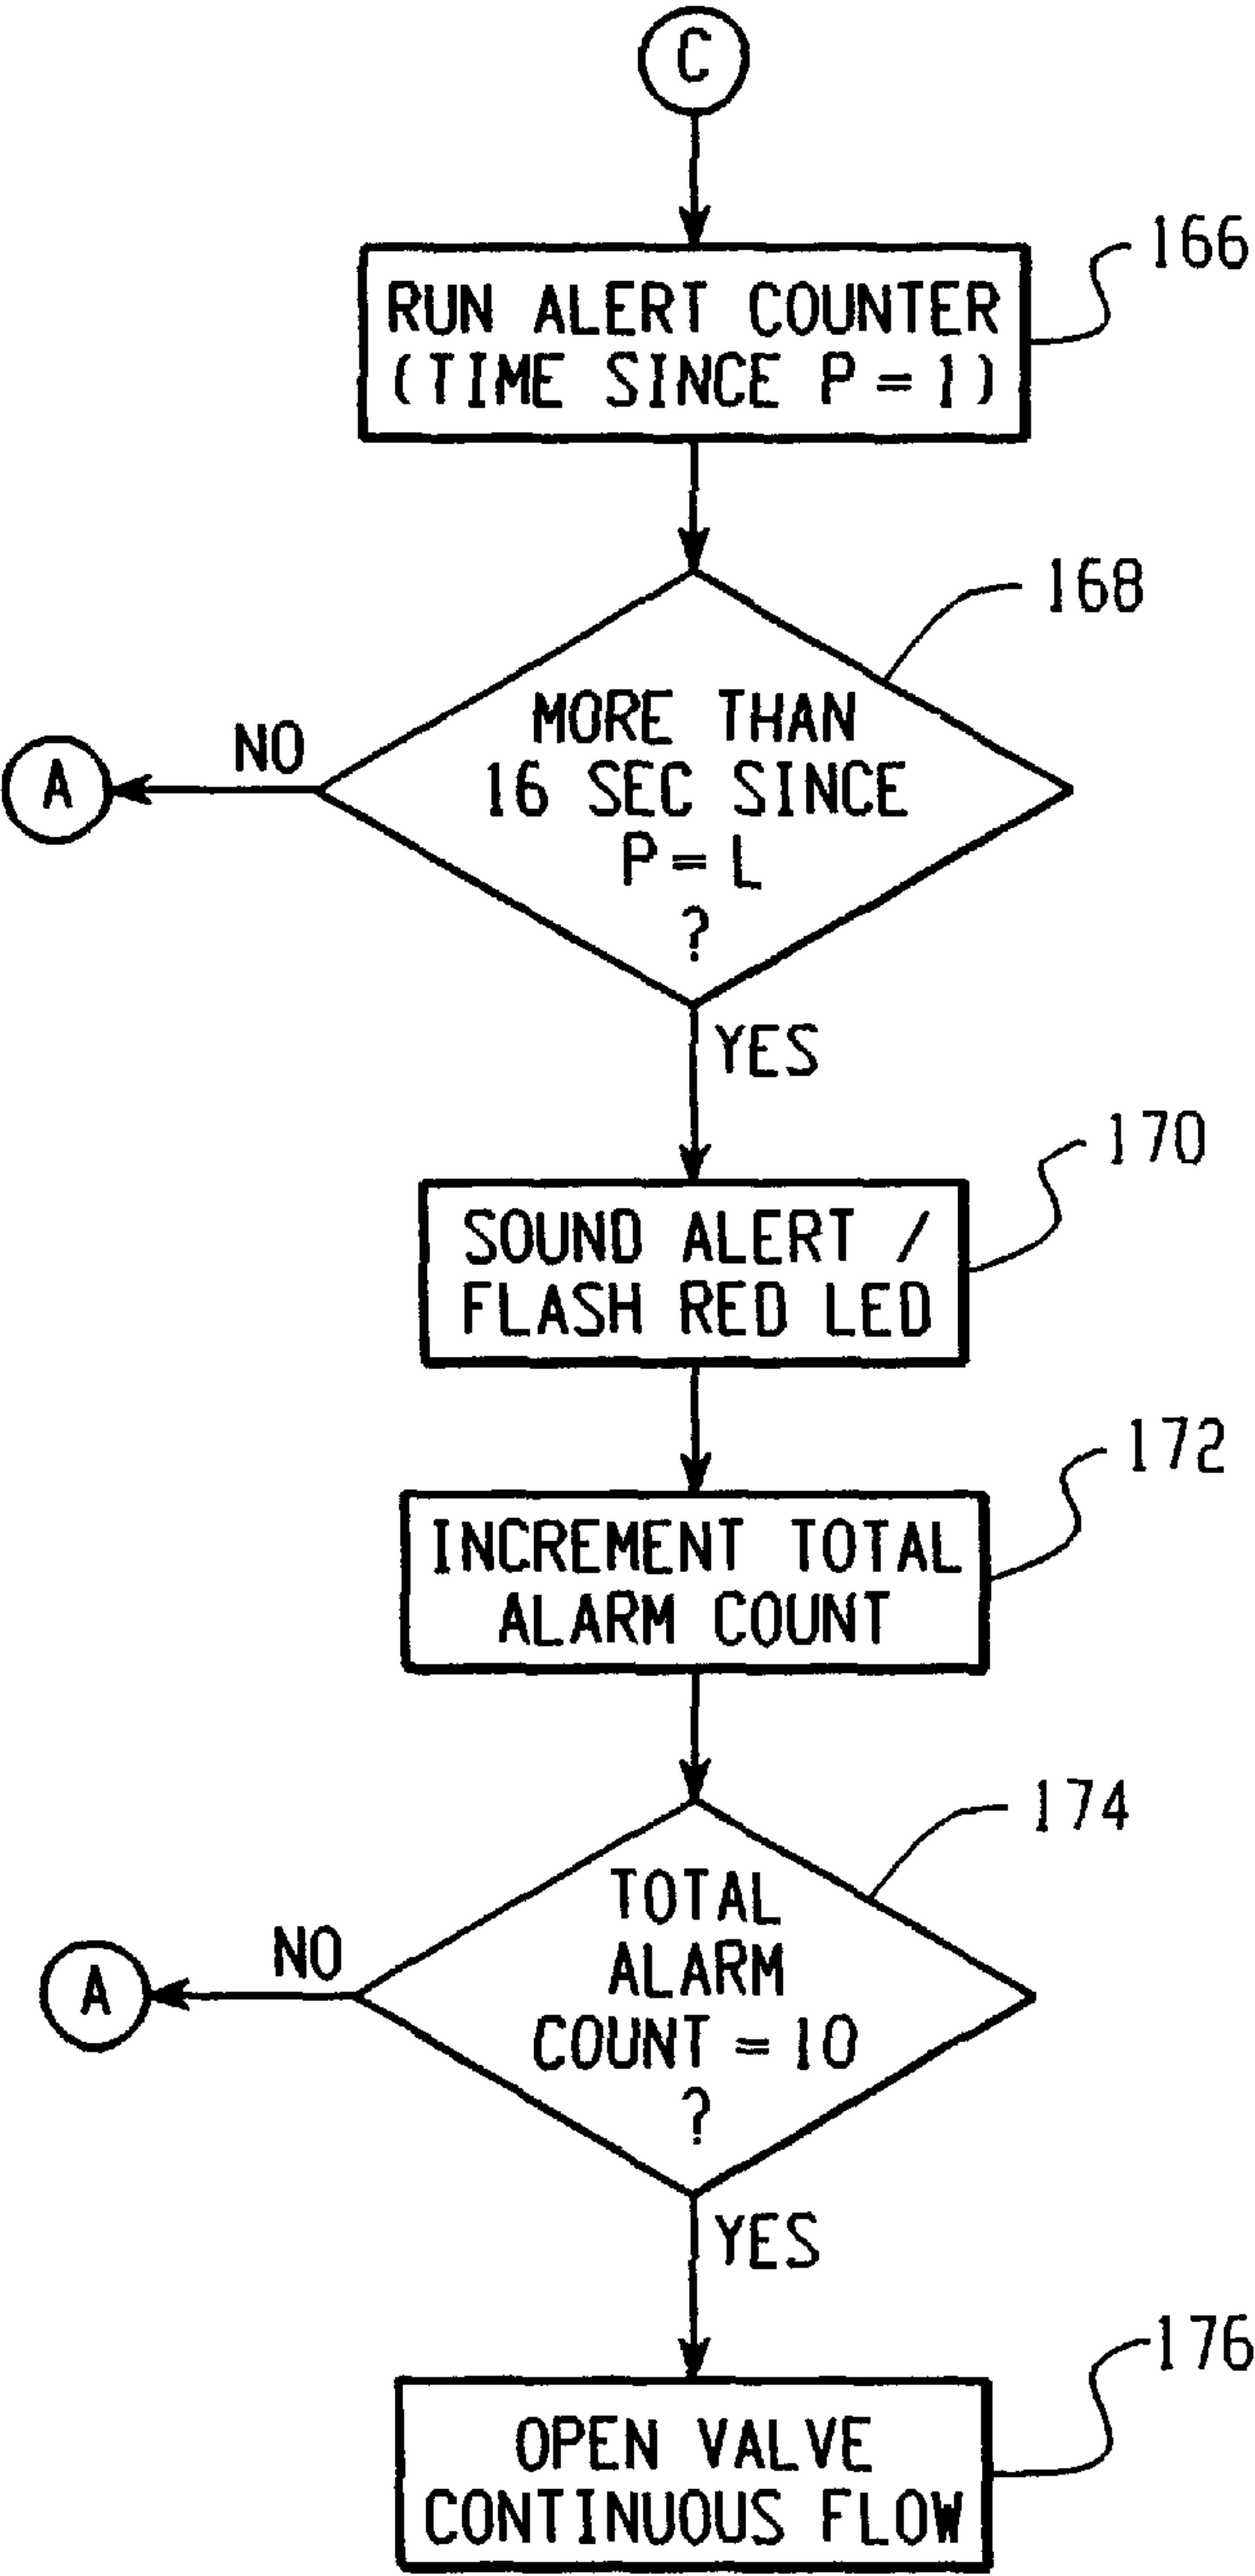 C
166
RUN ALERT COUNTER
(TIME SINCE P = 1)
168
MORE THAN
16 SEC SINCE
P = L
?
NO
A
YES
170
SOUND ALERT /
FLASH RED LED
172
INCREMENT TOTAL
ALARM COUNT
174
TOTAL
ALARM
COUNT = 10
?
NO
A
YES
176
OPEN VALVE
CONTINUOUS FLOW